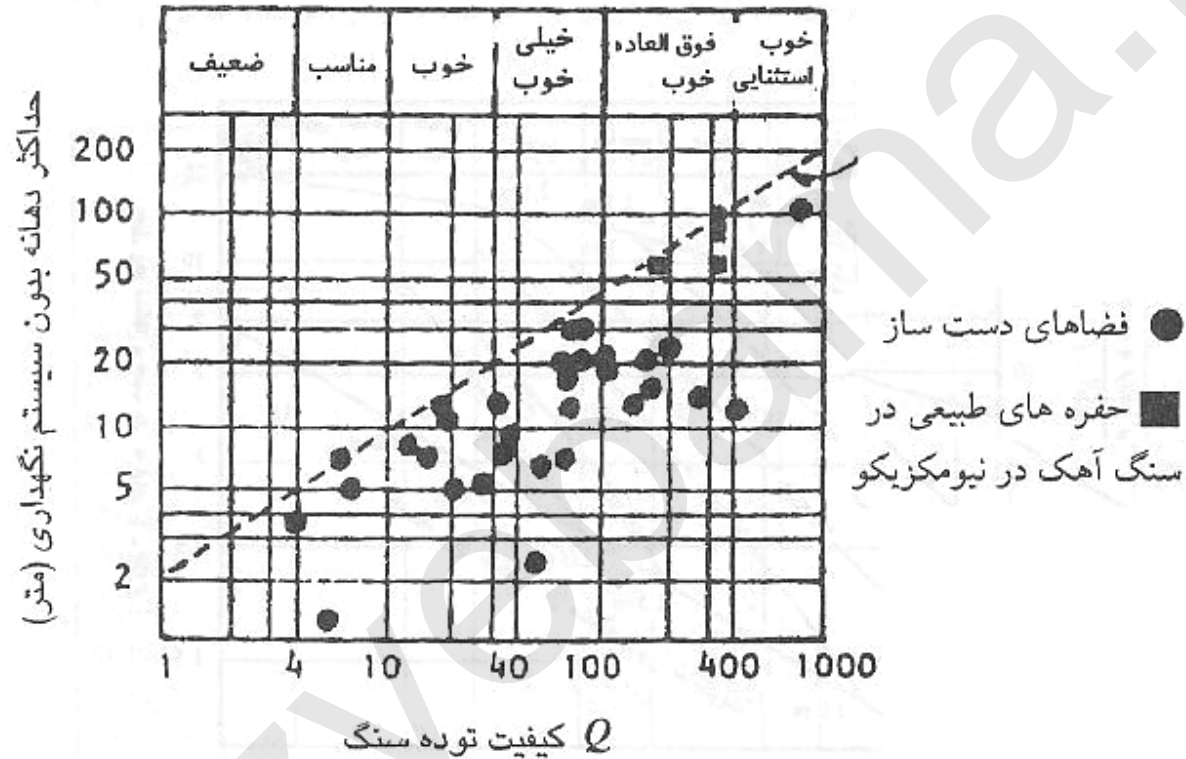 ضعیف
مناسب
خوب
خیلی
خوب
فوق العاده
خوب
خوب
استثنایی
حداکثر دهانه بدون سیستم نگهداری (متر)
200
100
50
20
10
5
2
1
4
10
40
100
400
1000
Q کیفیت توده سنگ
فضاهای دست ساز
حفره های طبیعی در
سنگ آهک در نیومکزیکو